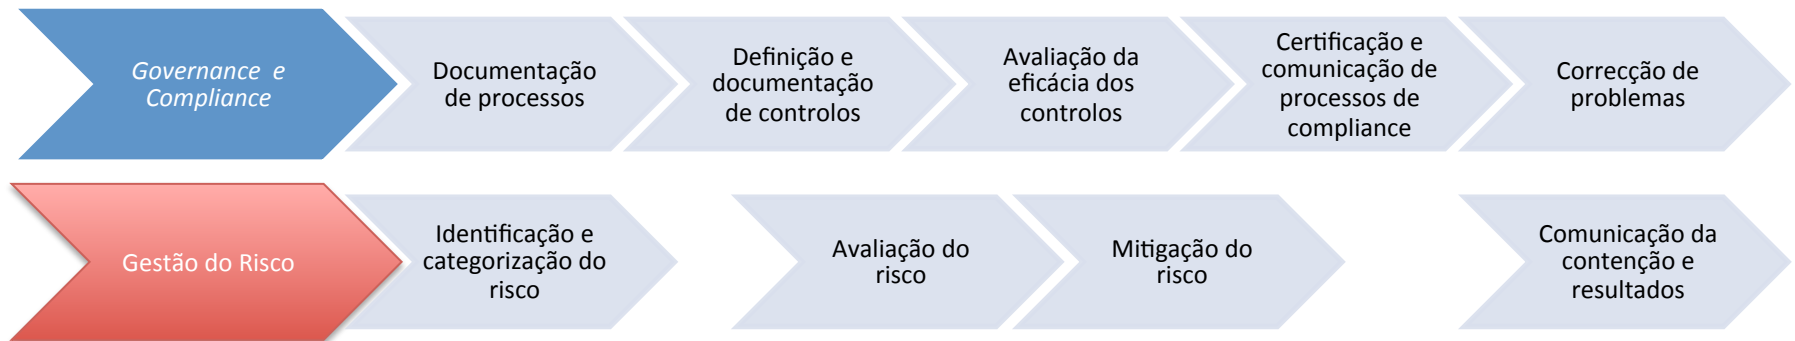 Governance e
Compliance
Documentação
de processos
Definição e
documentação
de controlos
Avaliação da
eficácia dos
controlos
Certificação e
comunicação de
processos de
compliance
Correcção de
problemas
Gestão do Risco
Identificação e
categorização do
risco
Avaliação do
risco
Mitigação do
risco
Comunicação da
contenção e
resultados